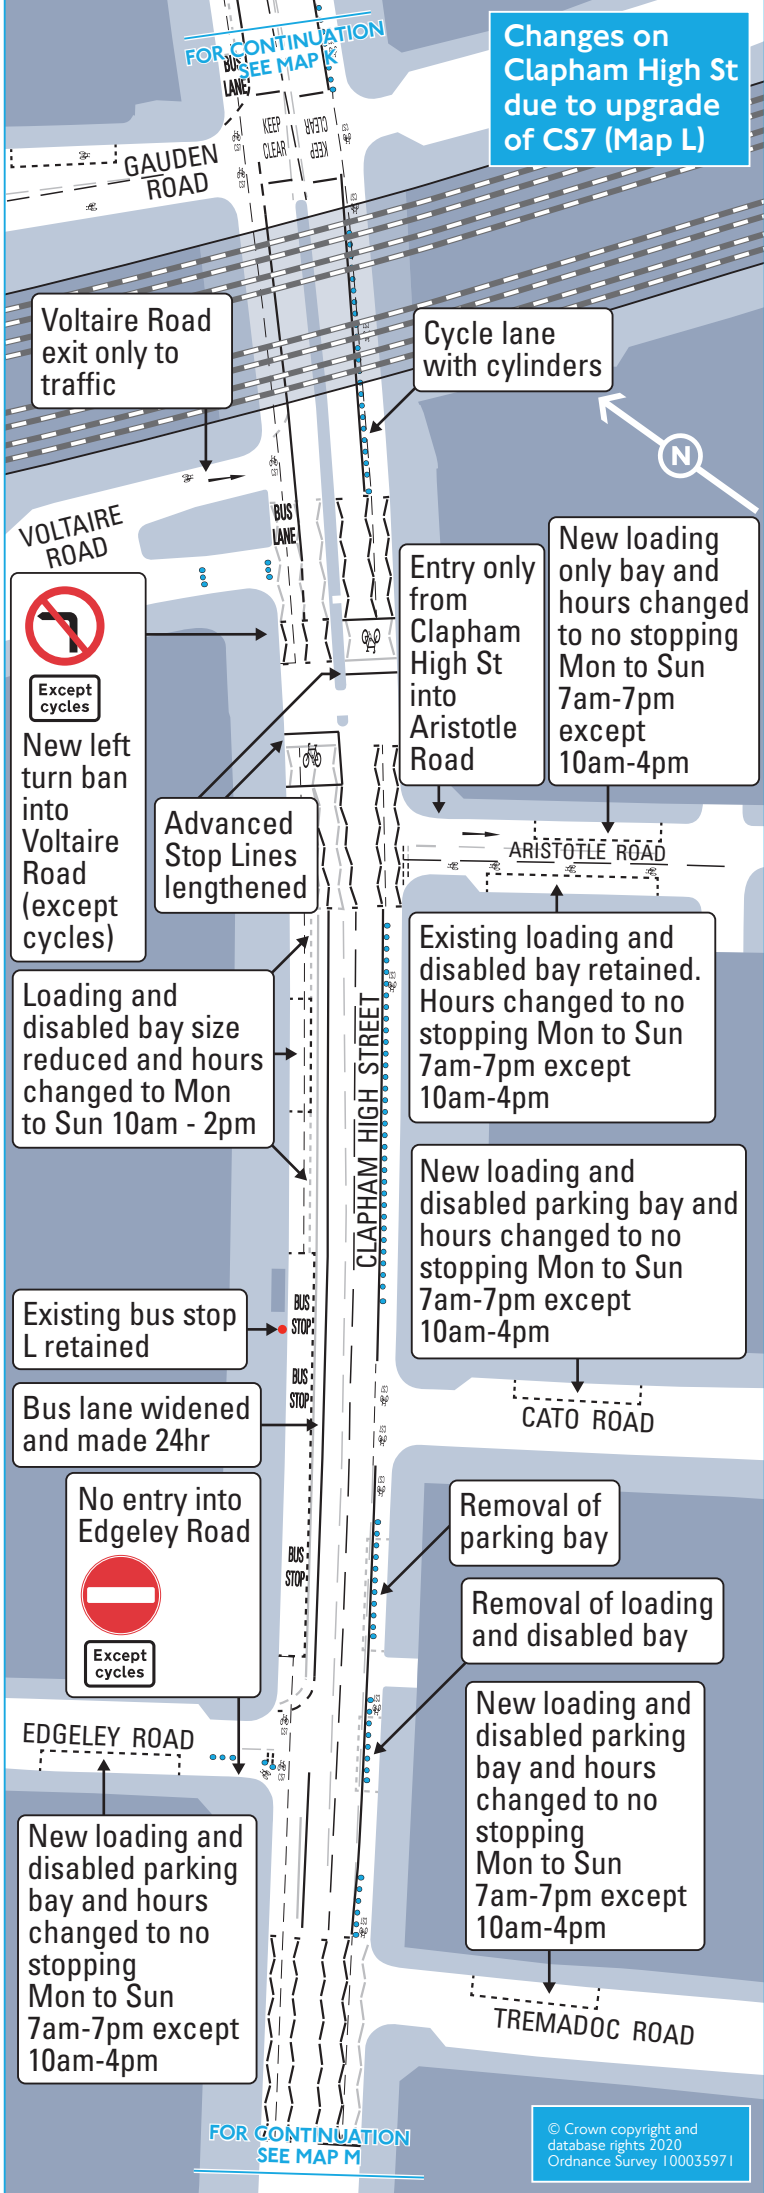 FOR CONTINUATION
SEE MAP K
Changes on
Clapham High St
due to upgrade
of CS7 (Map L)
BUS
LANE
KEEP
CLEAR
KEEP
CLEAR
GAUDEN
ROAD
Voltaire Road
exit only to
traffic
Cycle lane
with cylinders
N
VOLTAIRE
ROAD
BUS
LANE
Except
cycles
New left
turn ban
into
Voltaire
Road
(except
cycles)
Entry only
from
Clapham
High St
into
Aristotle
Road
New loading
only bay and
hours changed
to no stopping
Mon to Sun
7am-7pm
except
10am-4pm
Advanced
Stop Lines
lengthened
ARISTOTLE ROAD
Existing loading and
disabled bay retained.
Hours changed to no
stopping Mon to Sun
7am-7pm except
10am-4pm
Loading and
disabled bay size
reduced and hours
changed to Mon
to Sun 10am - 2pm
CLAPHAM HIGH STREET
New loading and
disabled parking bay and
hours changed to no
stopping Mon to Sun
7am-7pm except
10am-4pm
Existing bus stop
L retained
BUS
STOP
BUS
STOP
Bus lane widened
and made 24hr
CATO ROAD
No entry into
Edgeley Road
Except
cycles
BUS
STOP
Removal of
parking bay
Removal of loading
and disabled bay
EDGELEY ROAD
New loading and
disabled parking
bay and hours
changed to no
stopping
Mon to Sun
7am-7pm except
10am-4pm
New loading and
disabled parking
bay and hours
changed to no
stopping
Mon to Sun
7am-7pm except
10am-4pm
TREMADOC ROAD
FOR CONTINUATION
SEE MAP M
© Crown copyright and
database rights 2020
Ordnance Survey 100035971